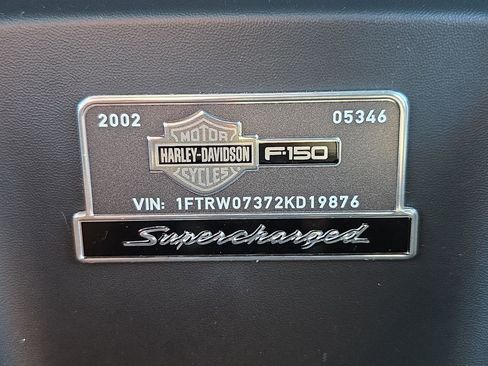 2002 05346
MOTOR
HARLEY-DAVIDSON F-150
CYCLES
VIN: 1FTRW07372KD19876
Supercharged